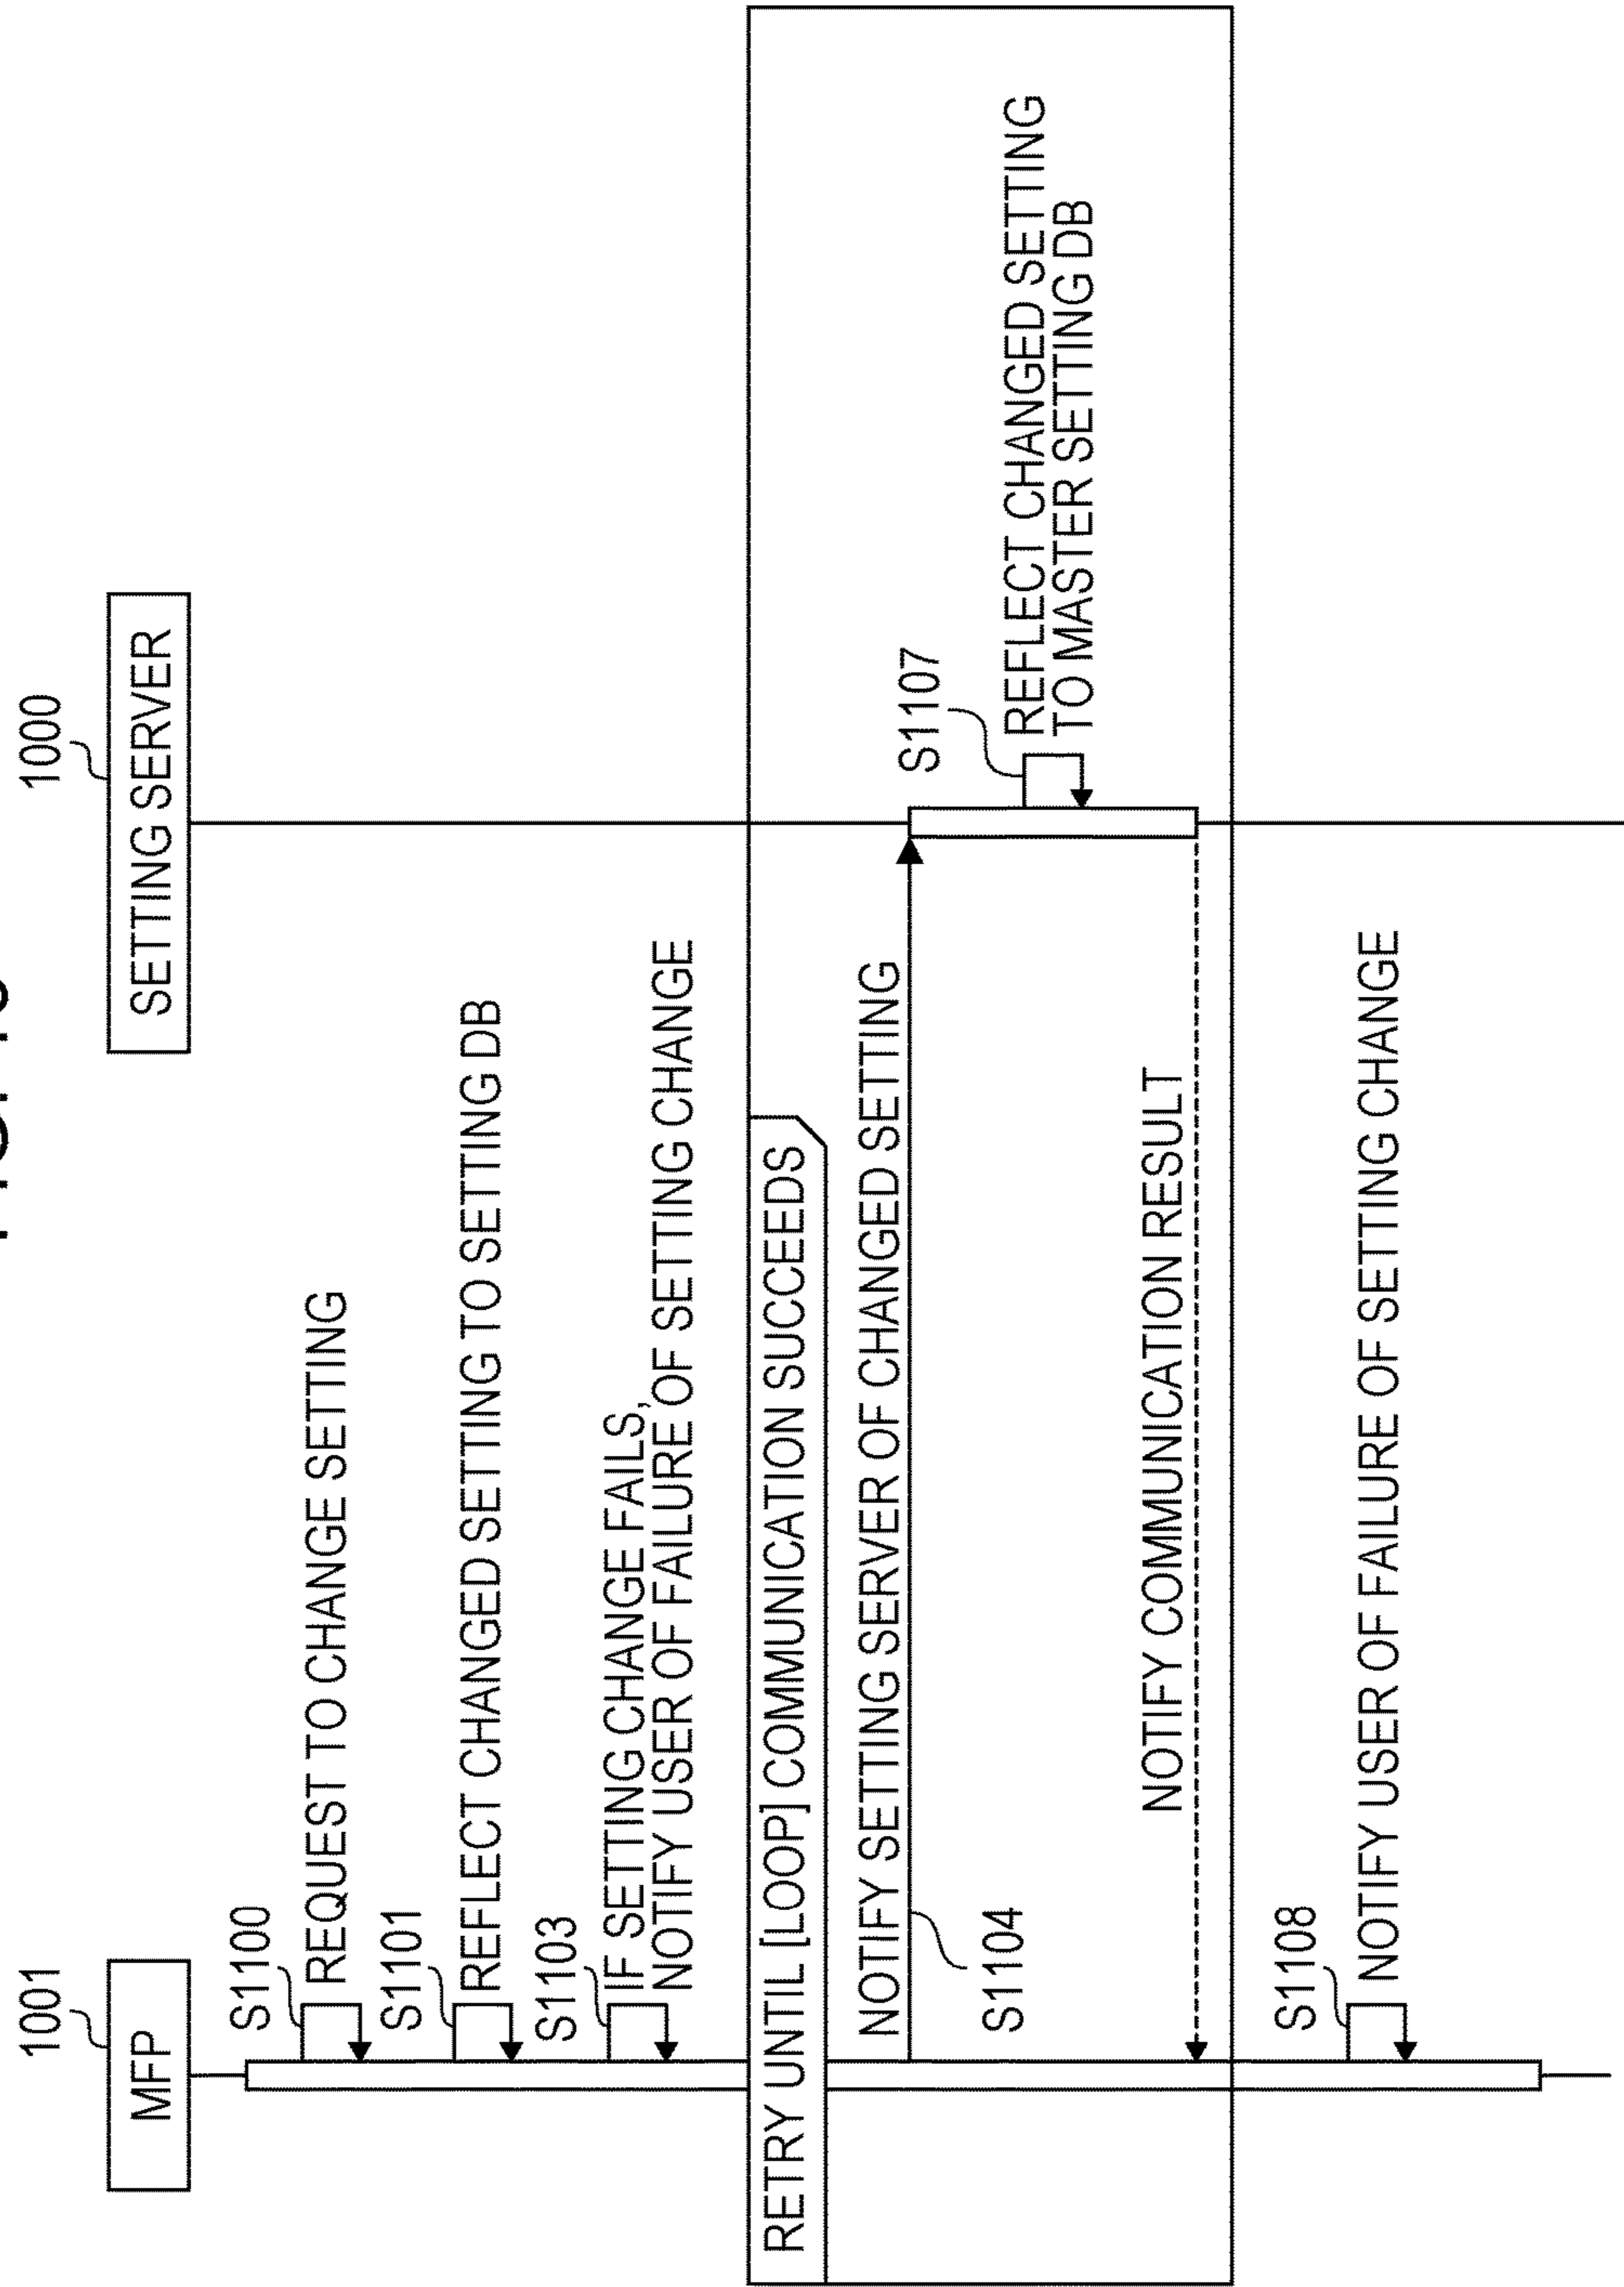 1001
MFP
1000
SETTING SERVER
S1100
REQUEST TO CHANGE SETTING
S1101
REFLECT CHANGED SETTING TO SETTING DB
S1103
IF SETTING CHANGE FAILS,
NOTIFY USER OF FAILURE OF SETTING CHANGE
RETRY UNTIL [LOOP] COMMUNICATION SUCCEEDS
NOTIFY SETTING SERVER OF CHANGED SETTING
S1104
S1107
REFLECT CHANGED SETTING
TO MASTER SETTING DB
NOTIFY COMMUNICATION RESULT
S1108
NOTIFY USER OF FAILURE OF SETTING CHANGE